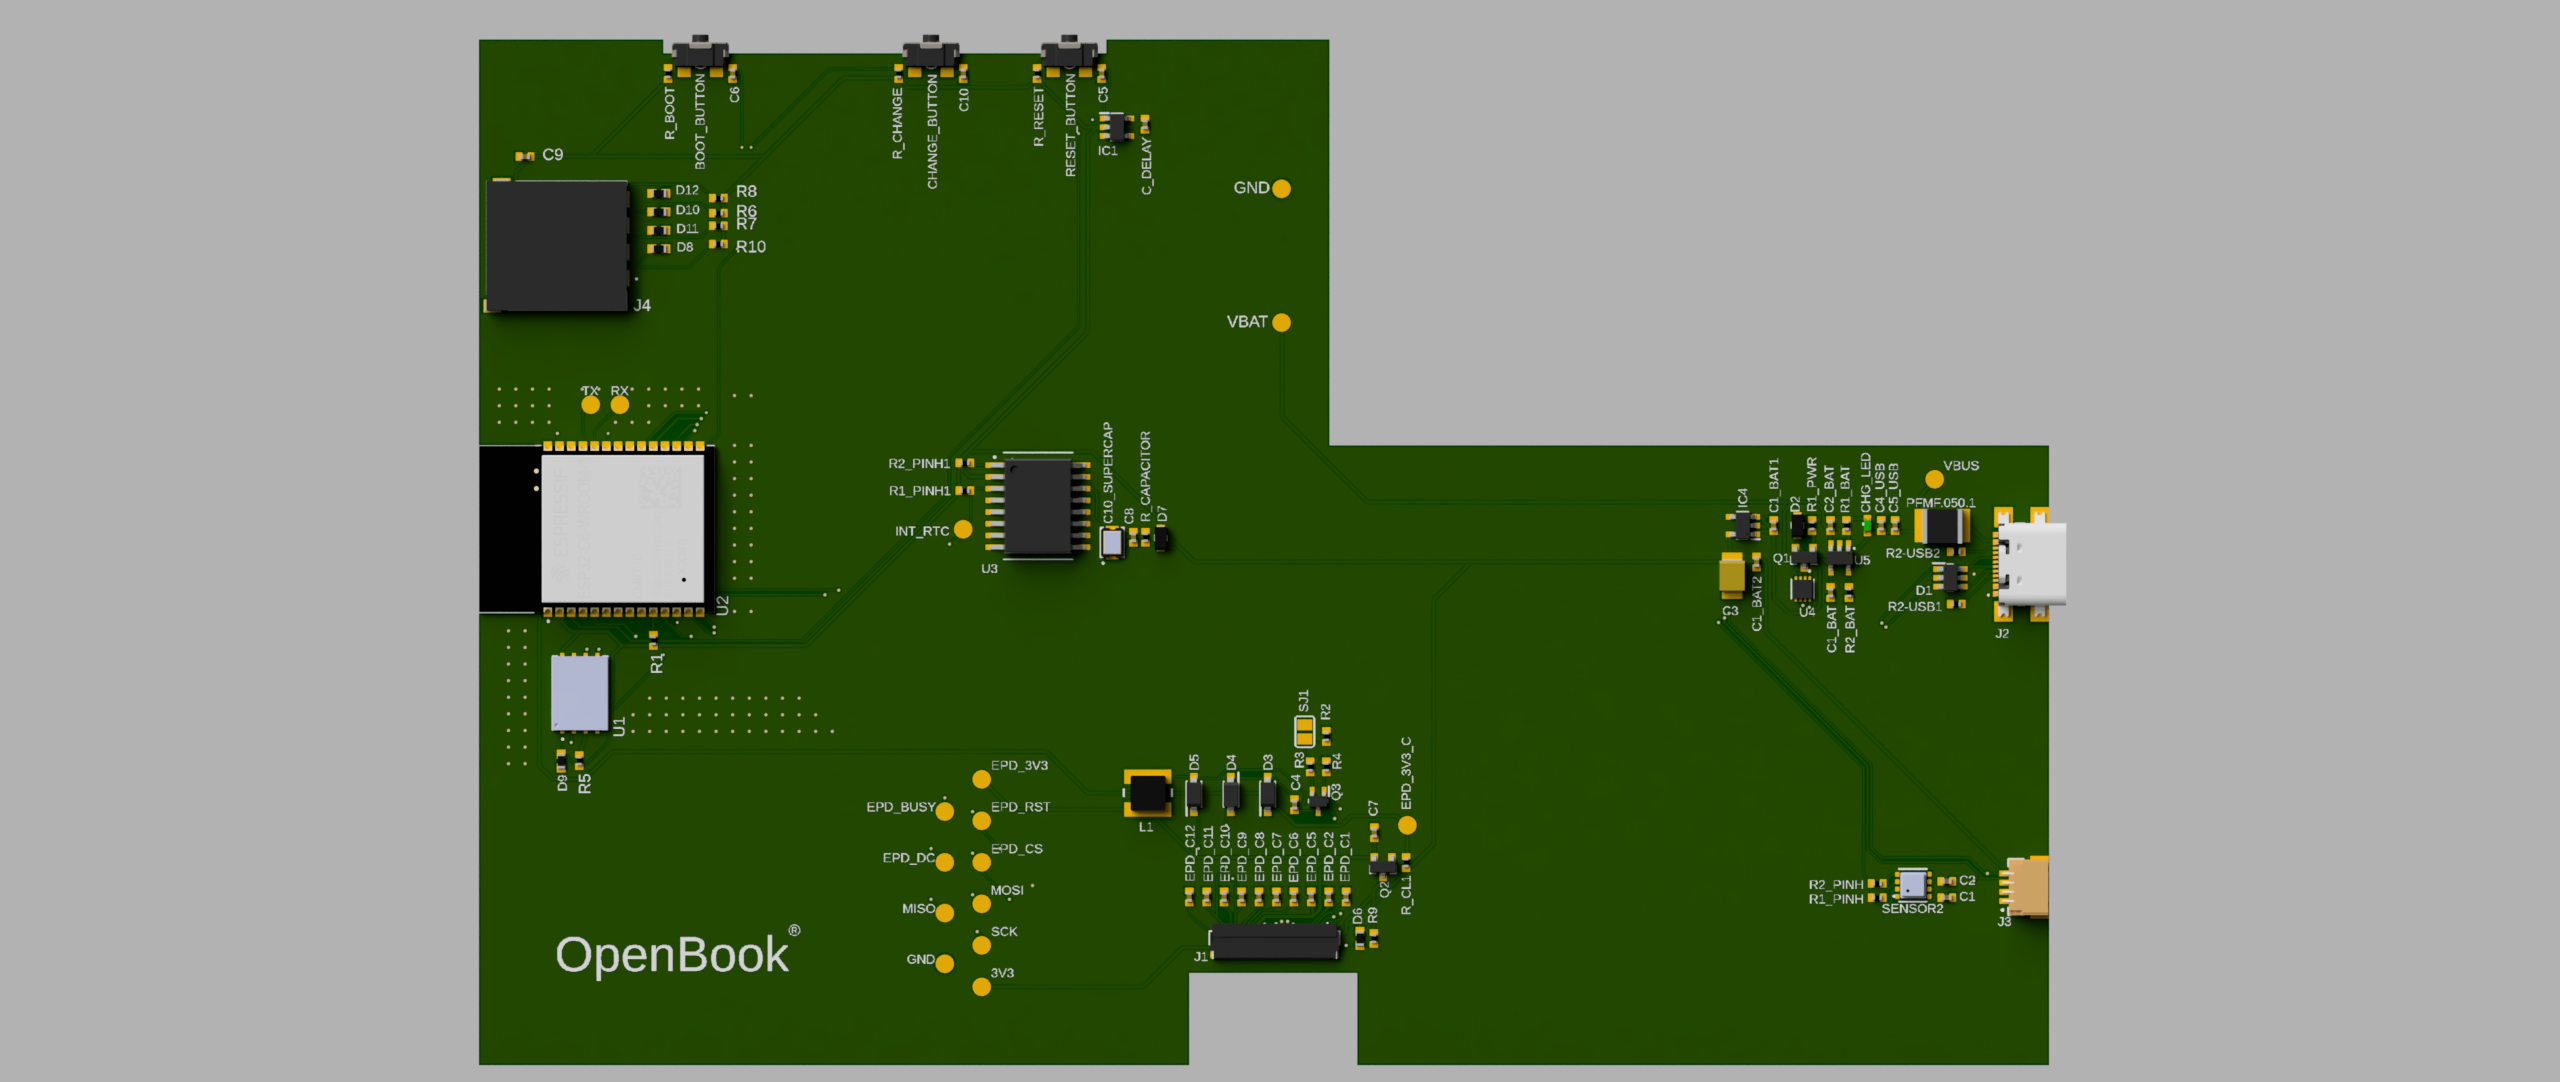 R_BOOT
BOOT_BUTTON
C6
R_CHANGE
CHANGE_BUTTON
C10
R_RESET
RESET_BUTTON
C5
IC1
C_DELAY
C9
D12
R8
D10
R6
D11
R7
D8
R10
J4
GND
VBAT
TX
RX
U2
R1
U1
D9
R5
R2_PINH1
R1_PINH1
INT_RTC
U3
C10_SUPERCAP
C8
R_CAPACITOR
D7
IC4
C1_BAT1
D2
R1_PWR
C2_BAT
R1_BAT
CHG_LED
C4_USB
C5_USB
VBUS
PFMF.050.1
Q1
U5
R2-USB2
D1
R2-USB1
J2
C3
C1_BAT2
C1_BAT
R2_BAT
SJ1
R2
R3
R4
C4
Q3
D5
D4
D3
L1
EPD_3V3
EPD_BUSY
EPD_RST
EPD_DC
EPD_CS
MOSI
MISO
SCK
GND
3V3
EPD_C12
EPD_C11
EPD_C10
EPD_C9
EPD_C8
EPD_C7
EPD_C6
EPD_C5
EPD_C2
EPD_C1
C7
EPD_3V3_C
Q2
R_CL1
D6
R9
J1
R2_PINH
R1_PINH
SENSOR2
C2
C1
J3
OpenBook®